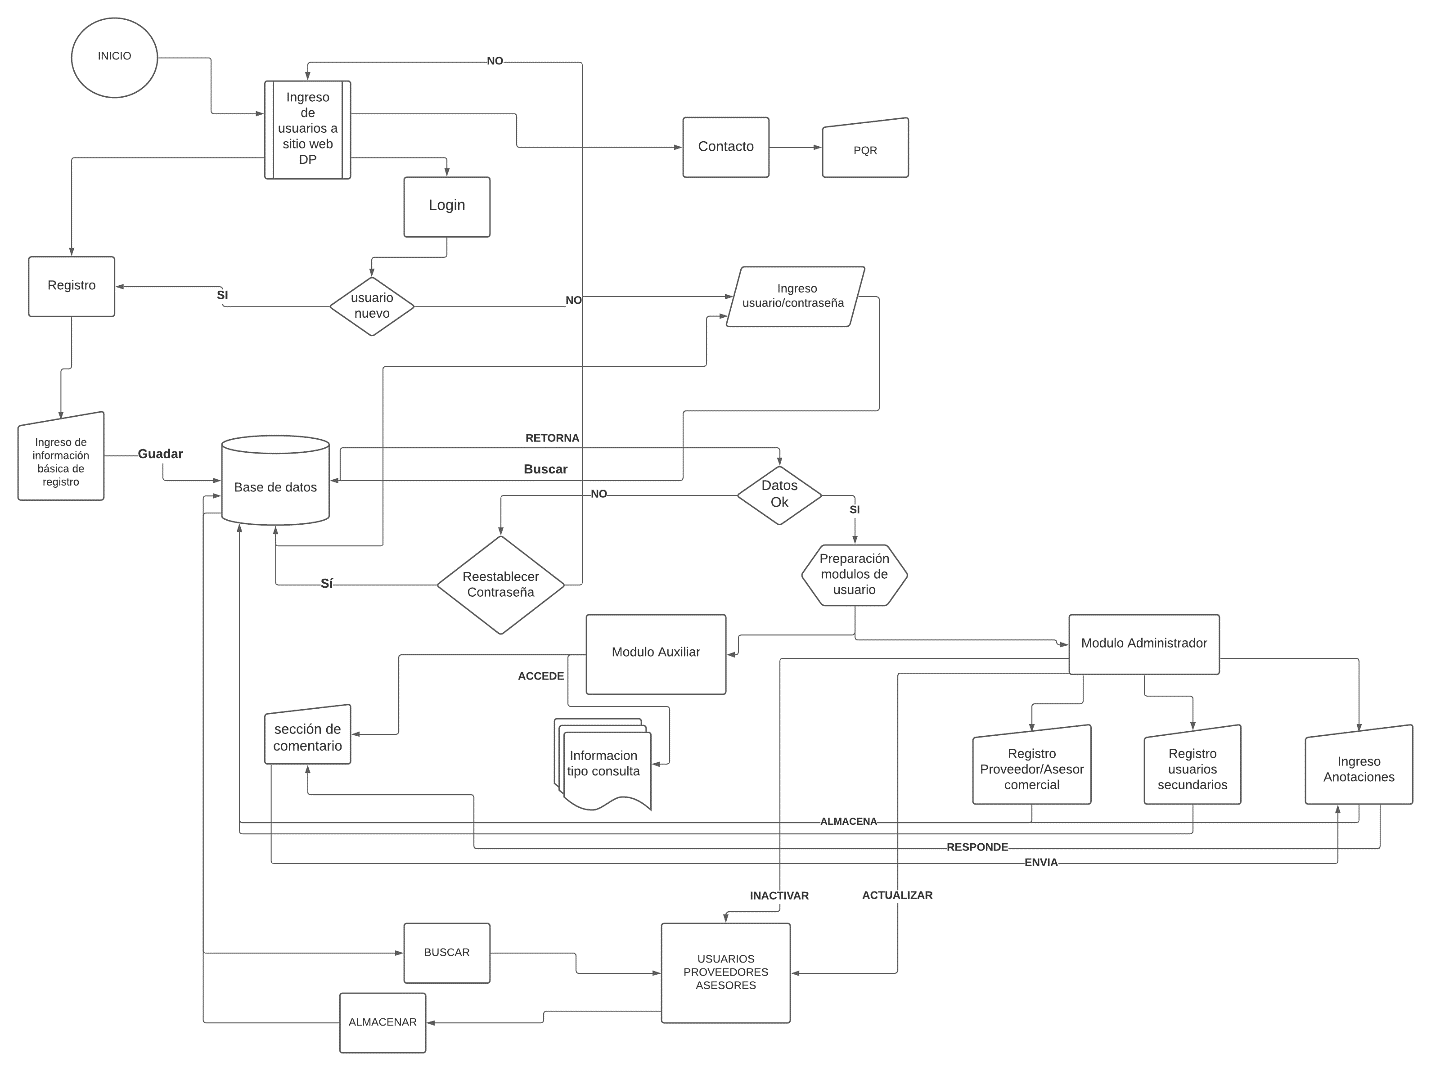 INICIO
NO
Ingreso
de
usuarios a
sitio web
DP
Contacto
PQR
Login
Registro
SI
usuario
nuevo
NO
Ingreso
usuario/contraseña
Ingreso de
información
básica de
registro
Guadar
Base de datos
RETORNA
Buscar
Datos
Ok
NO
SI
Reestablecer
Contraseña
Sí
Preparación
modulos de
usuario
Modulo Auxiliar
Modulo Administrador
ACCEDE
sección de
comentario
Informacion
tipo consulta
Registro
Proveedor/Asesor
comercial
Registro
usuarios
secundarios
Ingreso
Anotaciones
ALMACENA
RESPONDE
ENVIA
INACTIVAR
ACTUALIZAR
BUSCAR
USUARIOS
PROVEEDORES
ASESORES
ALMACENAR